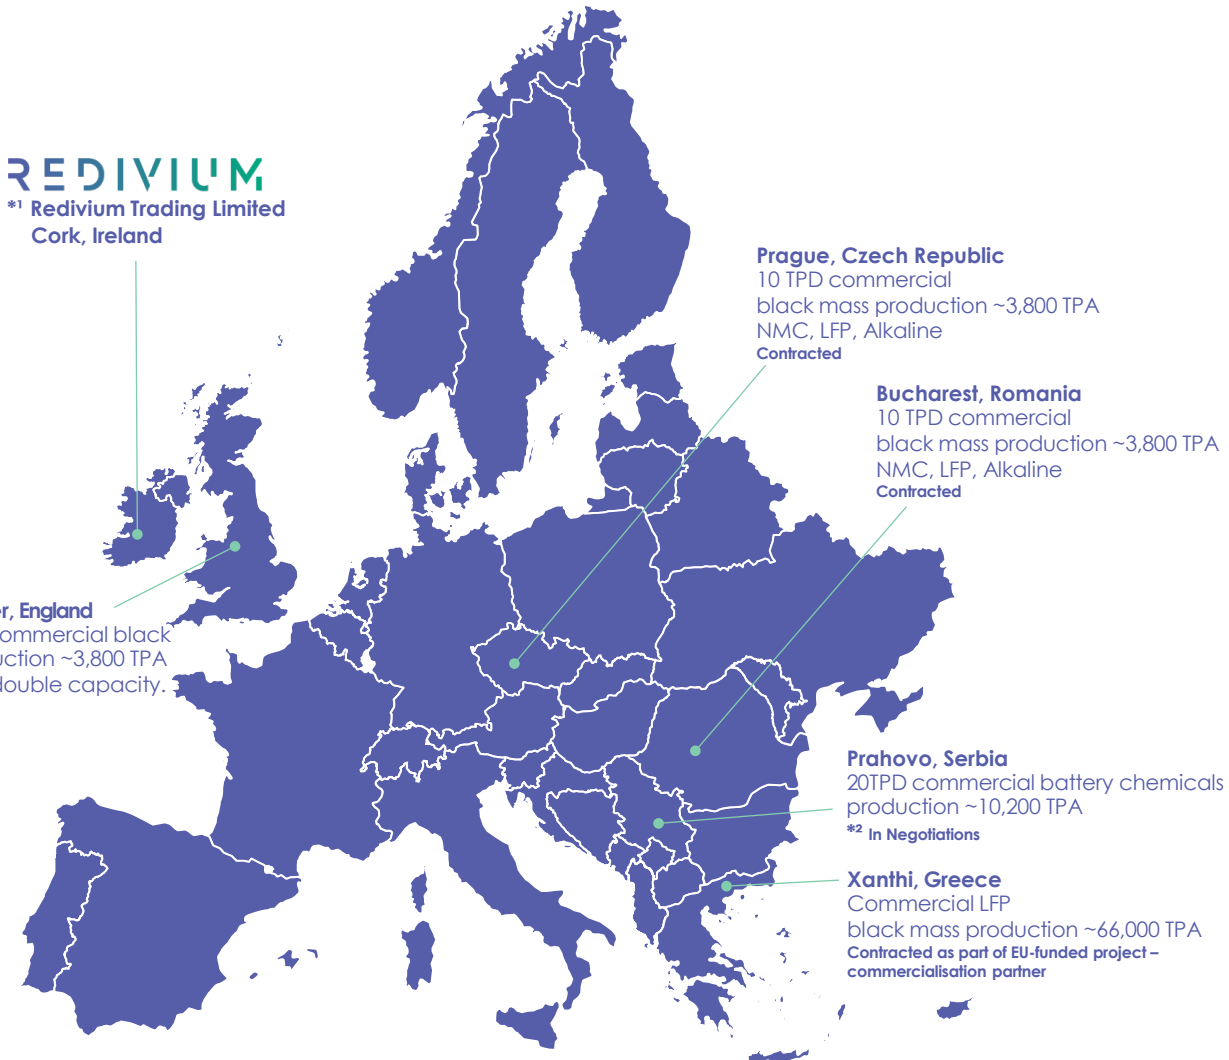 REDIVIUM
*1 Redivium Trading Limited
Cork, Ireland
Prague, Czech Republic
10 TPD commercial
black mass production ~3,800 TPA
NMC, LFP, Alkaline
Contracted
Bucharest, Romania
10 TPD commercial
black mass production ~3,800 TPA
NMC, LFP, Alkaline
Contracted
er, England
ommercial black
uction ~3,800 TPA
double capacity.
Prahovo, Serbia
20TPD commercial battery chemicals
production ~10,200 TPA
*2 In Negotiations
Xanthi, Greece
Commercial LFP
black mass production ~66,000 TPA
Contracted as part of EU-funded project –
commercialisation partner